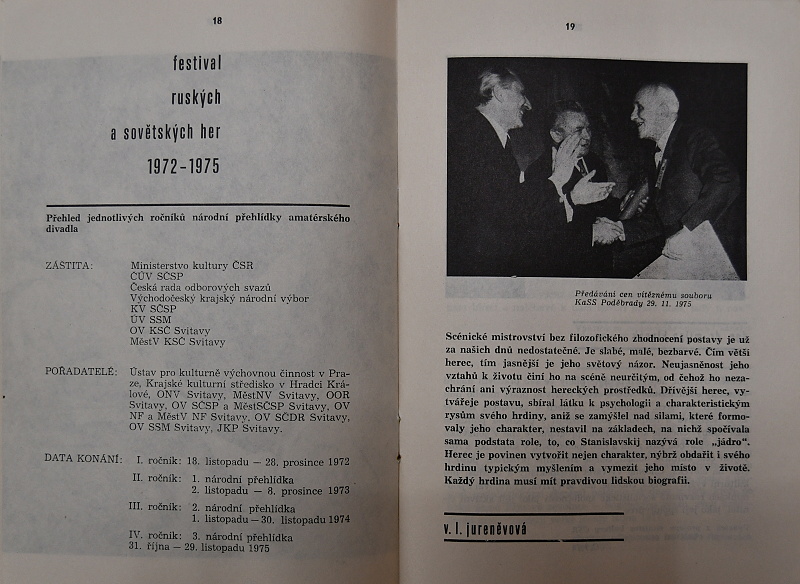 18
festival
ruských
a sovětských her
1972-1975
Přehled jednotlivých ročníků národní přehlídky amatérského
divadla
ZÁŠTITA: Ministerstvo kultury ČSR
ČÚV SČSP
Česká rada odborových svazů
Východočeský krajský národní výbor
KV SČSP
ÚV SSM
OV KSČ Svitavy
MěstV KSČ Svitavy
POŘADATELÉ: Ústav pro kulturně výchovnou činnost v Pra-
ze, Krajské kulturní středisko v Hradci Krá-
lové, ONV Svitavy, MěstNV Svitavy, OOR
Svitavy, OV SČSP a MěstSČSP Svitavy, OV
NF a MěstV NF Svitavy, OV SČDR Svitavy,
OV SSM Svitavy, JKP Svitavy.
DATA KONÁNÍ: I. ročník: 18. listopadu — 28. prosince 1972
II. ročník: 1. národní přehlídka
2. listopadu — 8. prosince 1973
III. ročník: 2. národní přehlídka
1. listopadu — 30. listopadu 1974
IV. ročník: 3. národní přehlídka
31. října — 29. listopadu 1975
19
Předávání cen vítěznému souboru
KaSS Poděbrady 29. 11. 1975
Scénické mistrovství bez filozofického zhodnocení postavy je už
za našich dnů nedostatečné. Je slabé, malé, bezbarvé. Čím větší
herec, tím jasnější je jeho světový názor. Neujasněnost jeho
vztahů k životu činí ho na scéně neurčitým, od čehož ho neza-
chrání ani výraznost hereckých prostředků. Dřívější herec, vy-
tvářeje postavu, sbíral látku k psychologii a charakteristickým
rysům svého hrdiny, aniž se zamýšlel nad silami, které formo-
valy jeho charakter, nestavil na základech, na nichž spočívala
sama podstata role, to, co Stanislavskij nazývá role „jádro“.
Herec je povinen vytvořit nejen charakter, nýbrž obdařit i svého
hrdinu typickým myšlením a vymezit jeho místo v životě.
Každý hrdina musí mít pravdivou lidskou biografii.
v. l. jureněvová